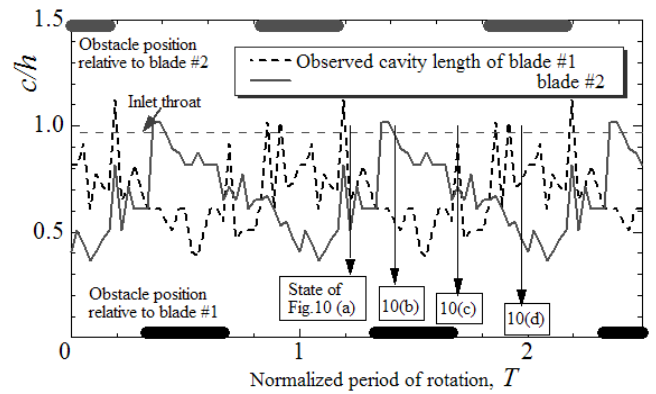 1.5
Obstacle position
relative to blade #2
Observed cavity length of blade #1
blade #2
Inlet throat
c/h
1.0
0.5
State of
Fig.10 (a)
10(b)
10(c)
10(d)
Obstacle position
relative to blade #1
0
0
1
2
Normalized period of rotation, T